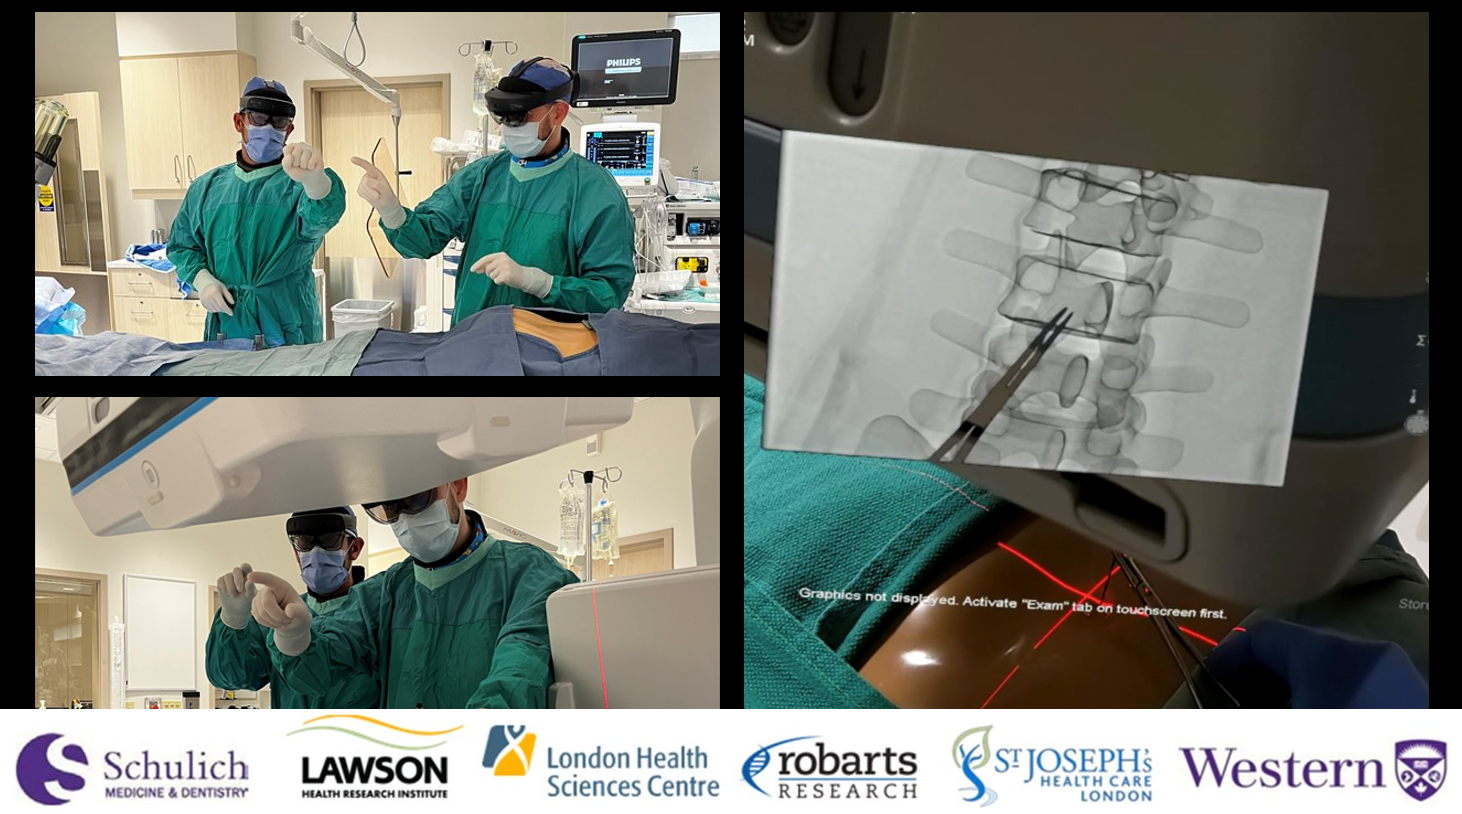 PHILIPS
M
Graphics not displayed. Activate "Exam" tab on touchscreen first.
Schulich
MEDICINE & DENTISTRY
LAWSON
HEALTH RESEARCH INSTITUTE
London Health
Sciences Centre
robarts
RESEARCH
ST JOSEPH'S
HEALTH CARE
LONDON
Western